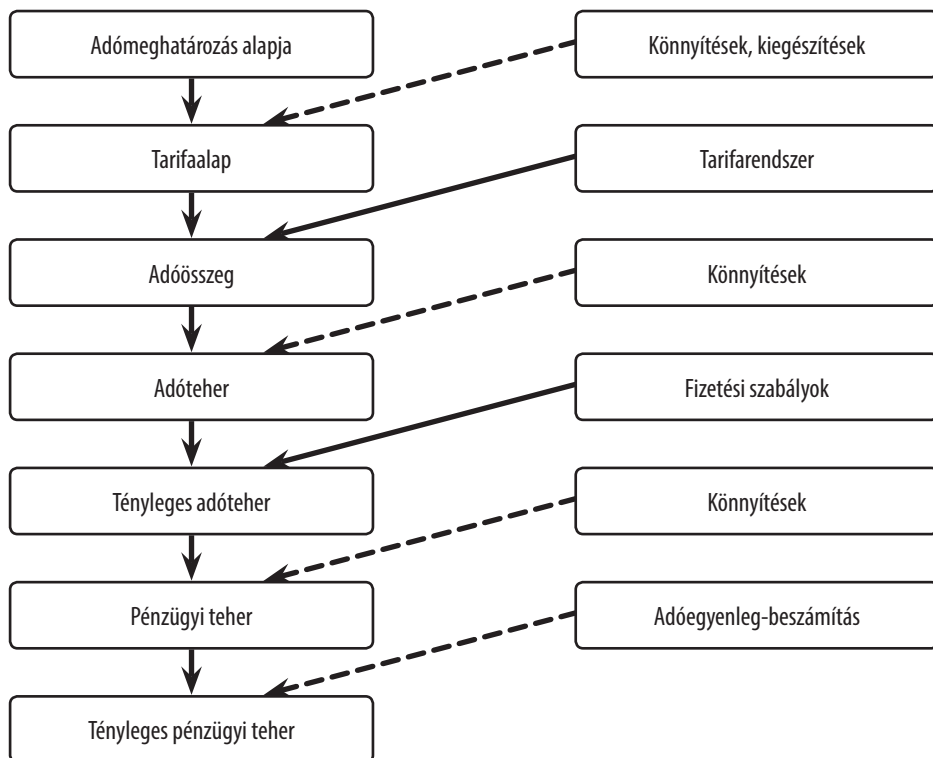 Adómeghatározás alapja
Könnyítések, kiegészítések
Tarifaalap
Tarifarendszer
Adóösszeg
Könnyítések
Adóteher
Fizetési szabályok
Tényleges adóteher
Könnyítések
Pénzügyi teher
Adóegyenleg-beszámítás
Tényleges pénzügyi teher